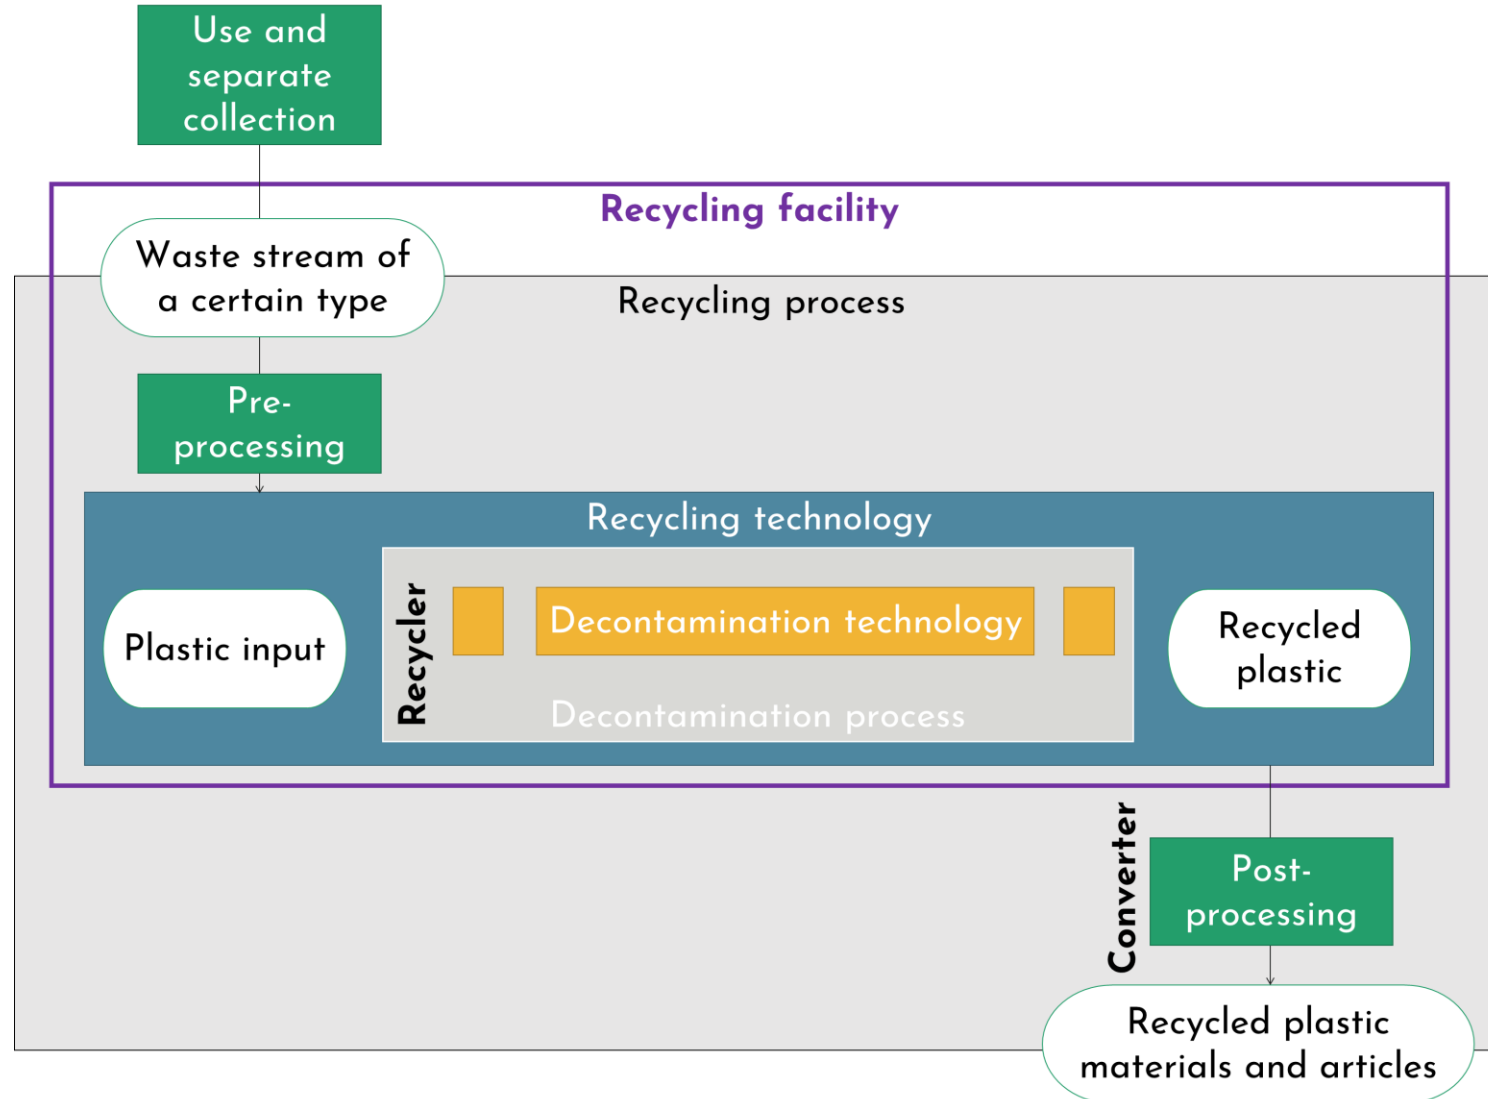 Use and
separate
collection
Recycling facility
Waste stream of
a certain type
Recycling process
Pre-
processing
Recycling technology
Plastic input
Recycler
Decontamination technology
Decontamination process
Recycled
plastic
Converter
Post-
processing
Recycled plastic
materials and articles